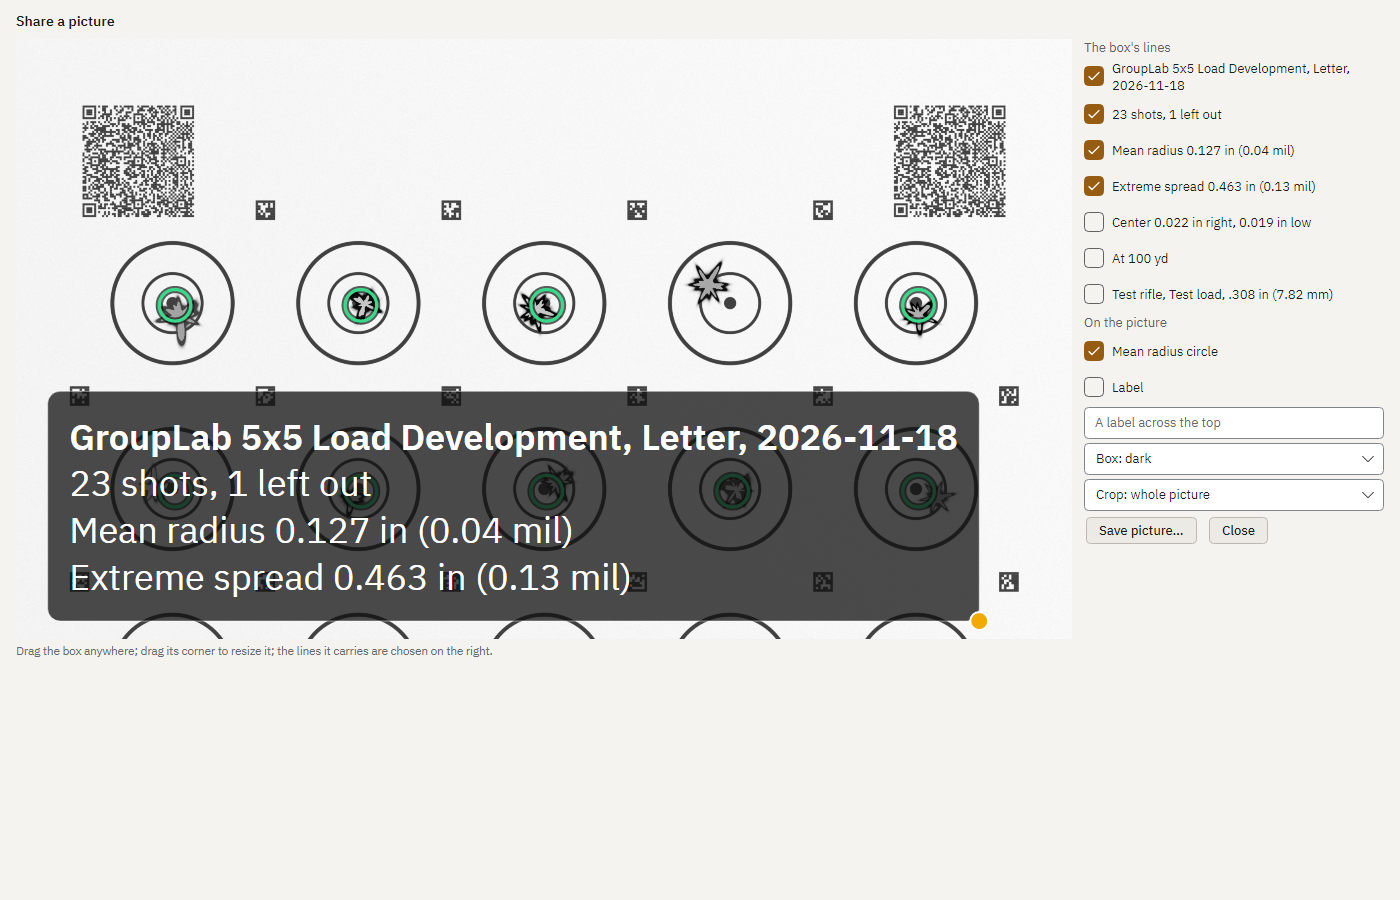 Share a picture
GroupLab 5x5 Load Development, Letter, 2026-11-18
23 shots, 1 left out
Mean radius 0.127 in (0.04 mil)
Extreme spread 0.463 in (0.13 mil)
Drag the box anywhere; drag its corner to resize it; the lines it carries are chosen on the right.
The box's lines
GroupLab 5x5 Load Development, Letter,
2026-11-18
23 shots, 1 left out
Mean radius 0.127 in (0.04 mil)
Extreme spread 0.463 in (0.13 mil)
Center 0.022 in right, 0.019 in low
At 100 yd
Test rifle, Test load, .308 in (7.82 mm)
On the picture
Mean radius circle
Label
A label across the top
Box: dark
Crop: whole picture
Save picture...
Close